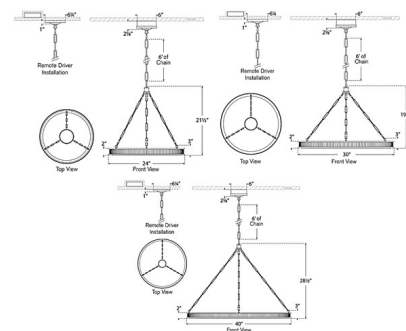 6¼"
1"
Remote Driver
Installation
6"
2⅜"
6' of
Chain
21½"
2"
3"
24"
Front View
Top View
6¼
1"
Remote Driver
Installation
6"
2⅜"
6' of
Chain
19
2"
3"
30"
Front View
Top View
6¼"
1"
Remote Driver
Installation
6"
2⅜"
6' of
Chain
28½"
2"
3"
40"
Front View
Top View